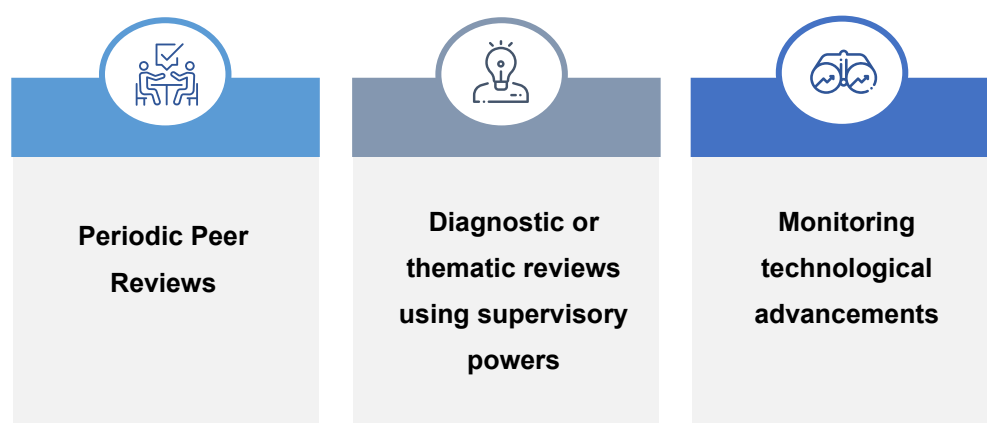 Periodic Peer
Reviews
Diagnostic or
thematic reviews
using supervisory
powers
Monitoring
technological
advancements